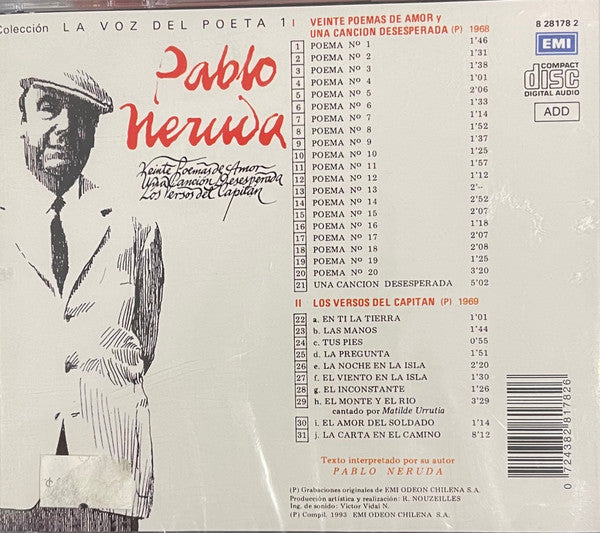 Colección LA VOZ DEL POETA 1
Pablo
Neruda
Veinte Poemas de Amor
Una Canción Desesperada
Los Versos del Capitán
I VEINTE POEMAS DE AMOR y
UNA CANCION DESESPERADA (P) 1968
1 POEMA Nº 1 1'46
2 POEMA Nº 2 1'31
3 POEMA Nº 3 1'38
4 POEMA Nº 4 1'01
5 POEMA Nº 5 2'06
6 POEMA Nº 6 1'33
7 POEMA Nº 7 1'14
8 POEMA Nº 8 1'52
9 POEMA Nº 9 1'37
10 POEMA Nº 10 1'25
11 POEMA Nº 11 1'57
12 POEMA Nº 12 1'12
13 POEMA Nº 13 2'--
14 POEMA Nº 14 2'52
15 POEMA Nº 15 2'07
16 POEMA Nº 16 1'18
17 POEMA Nº 17 2'07
18 POEMA Nº 18 2'08
19 POEMA Nº 19 1'25
20 POEMA Nº 20 3'20
21 UNA CANCION DESESPERADA 5'02
II LOS VERSOS DEL CAPITAN (P) 1969
22 a. EN TI LA TIERRA 1'01
23 b. LAS MANOS 1'44
24 c. TUS PIES 0'55
25 d. LA PREGUNTA 1'51
26 e. LA NOCHE EN LA ISLA 2'20
27 f. EL VIENTO EN LA ISLA 1'30
28 g. EL INCONSTANTE 1'26
29 h. EL MONTE Y EL RIO 3'29
cantado por Matilde Urrutia
30 i. EL AMOR DEL SOLDADO 1'14
31 j. LA CARTA EN EL CAMINO 8'12
Texto interpretado por su autor
PABLO NERUDA
(P) Grabaciones originales de EMI ODEON CHILENA S.A.
Producción artística y realización: R. NOUZEILLES
Ing. de sonido: Víctor Vidal N.
(P) Compil. 1993 EMI ODEON CHILENA S.A.
8 28178 2
EMI
COMPACT
disc
DIGITAL AUDIO
ADD
0 724382 817826
¢